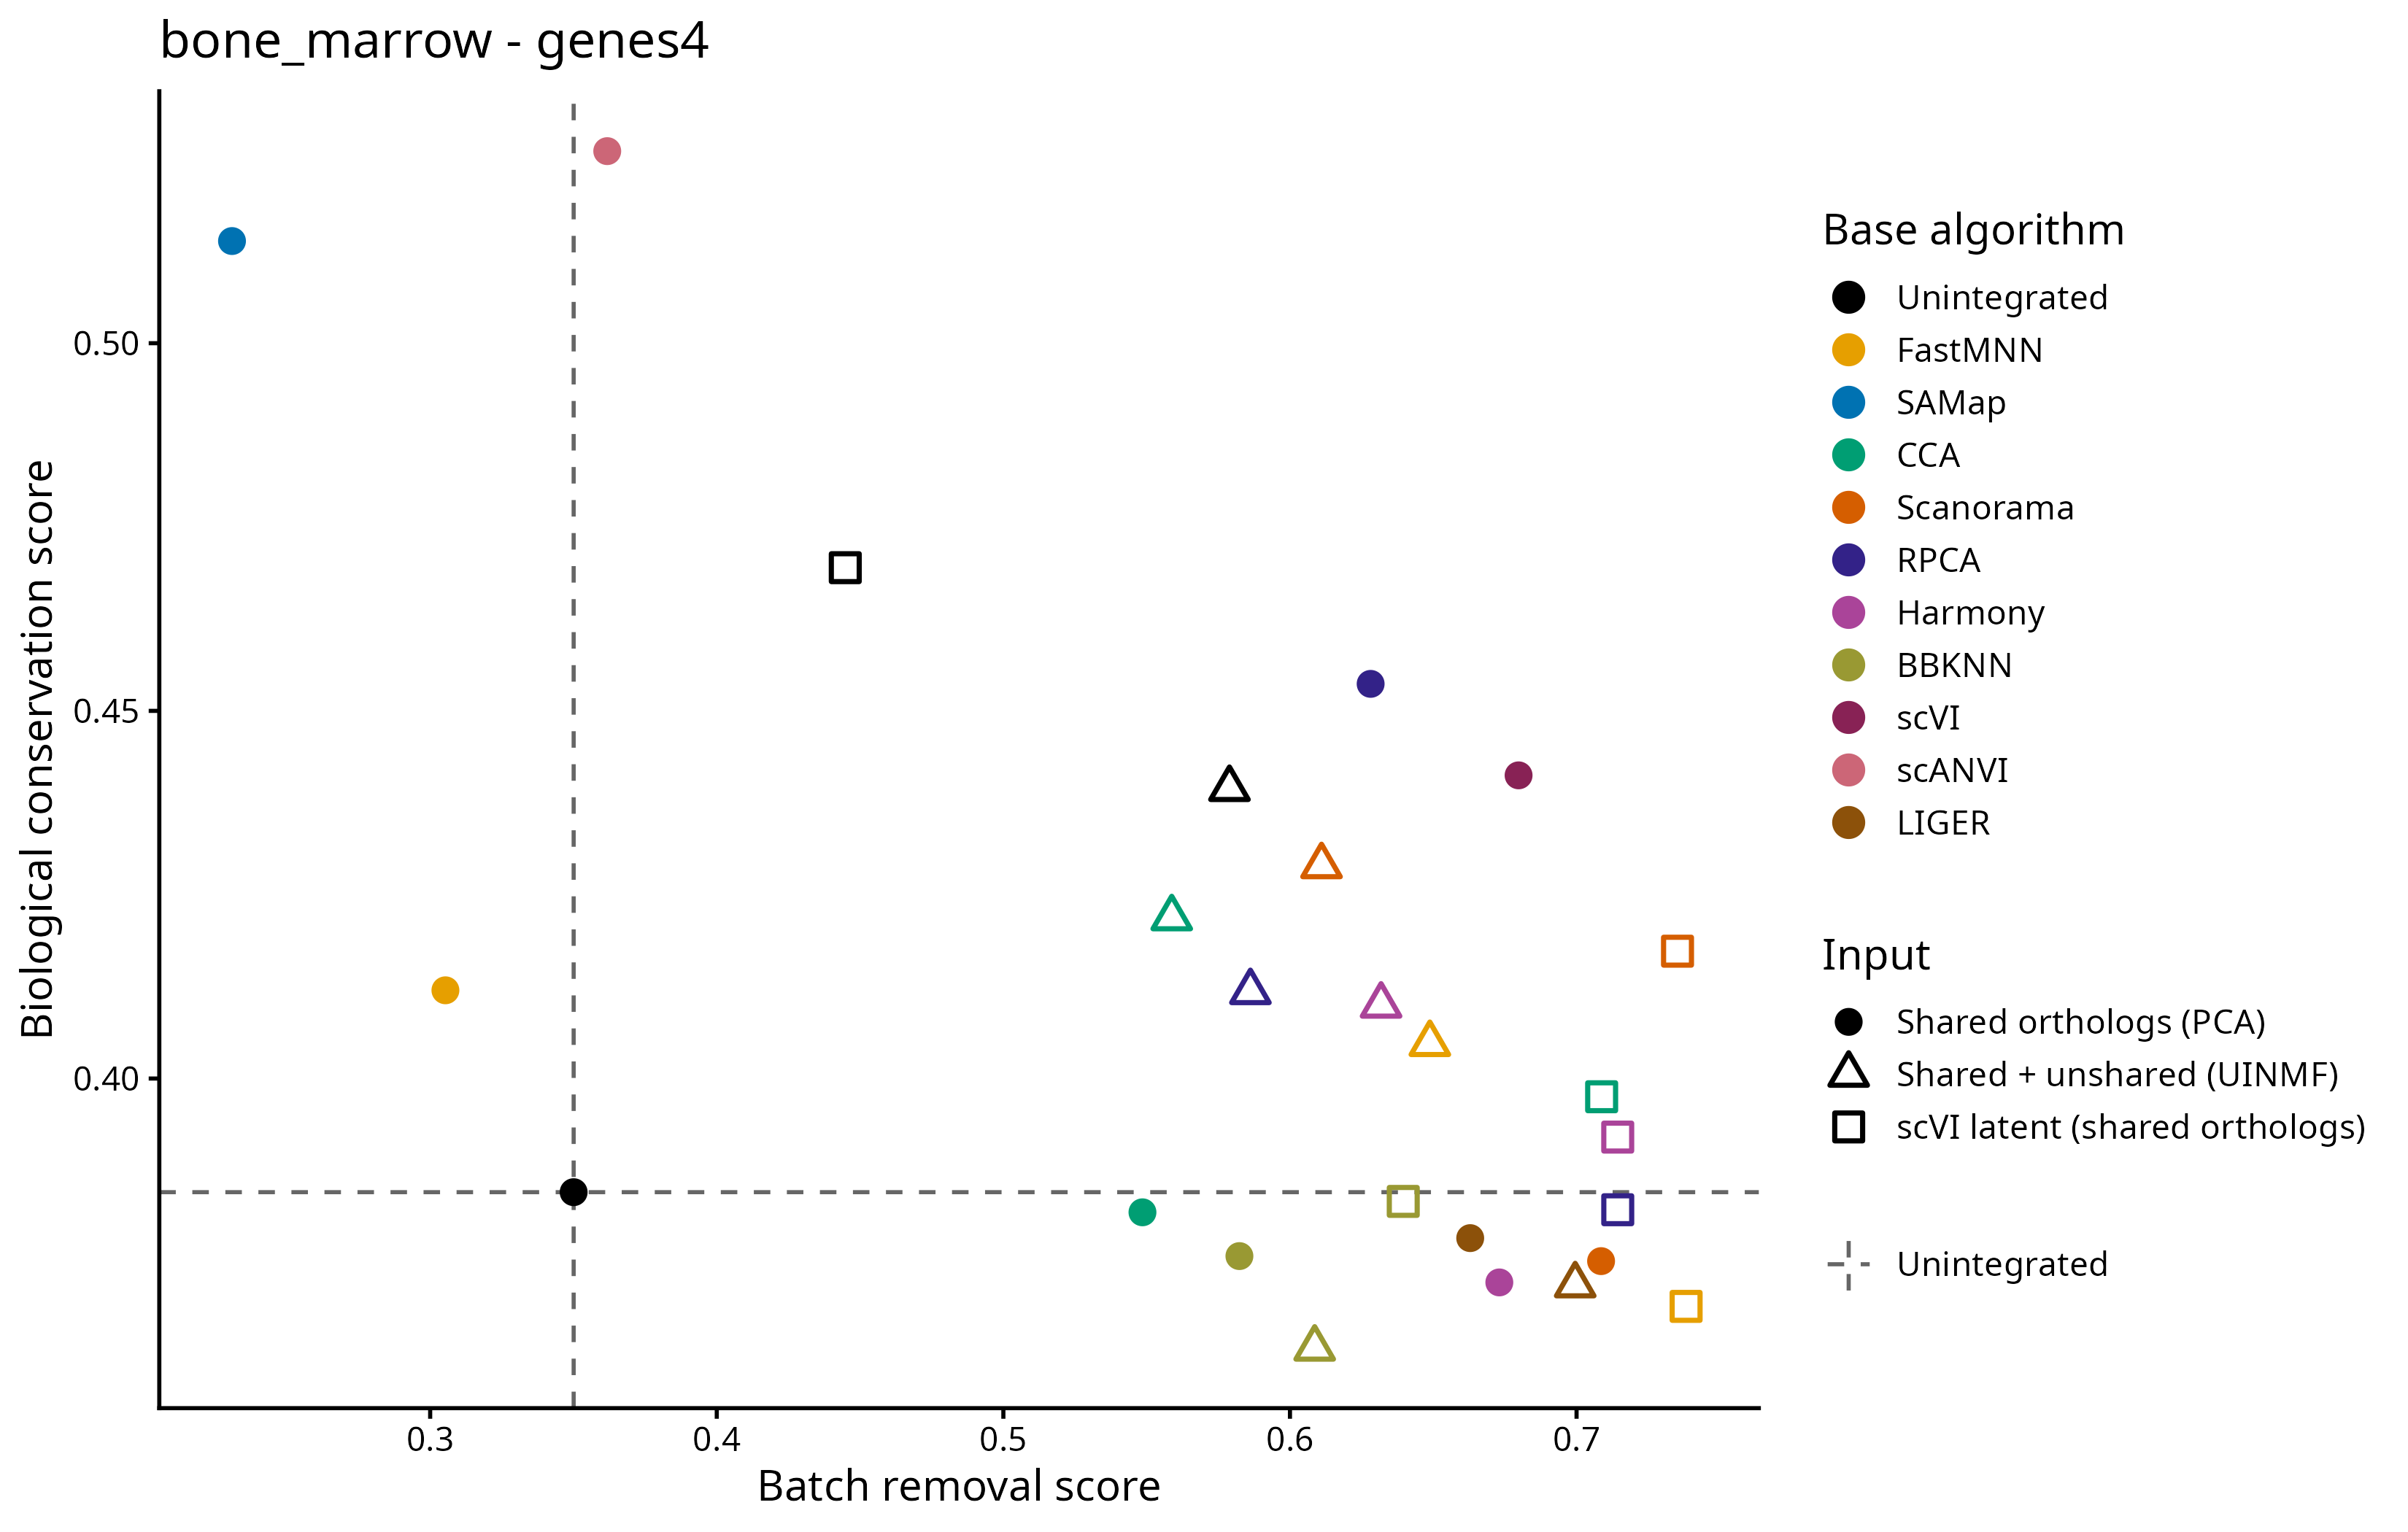 bone_marrow - genes4
Biological conservation score
0.50
0.45
0.40
0.3
0.4
0.5
0.6
0.7
Batch removal score
Base algorithm
Unintegrated
FastMNN
SAMap
CCA
Scanorama
RPCA
Harmony
BBKNN
scVI
scANVI
LIGER
Input
Shared orthologs (PCA)
Shared + unshared (UINMF)
scVI latent (shared orthologs)
Unintegrated